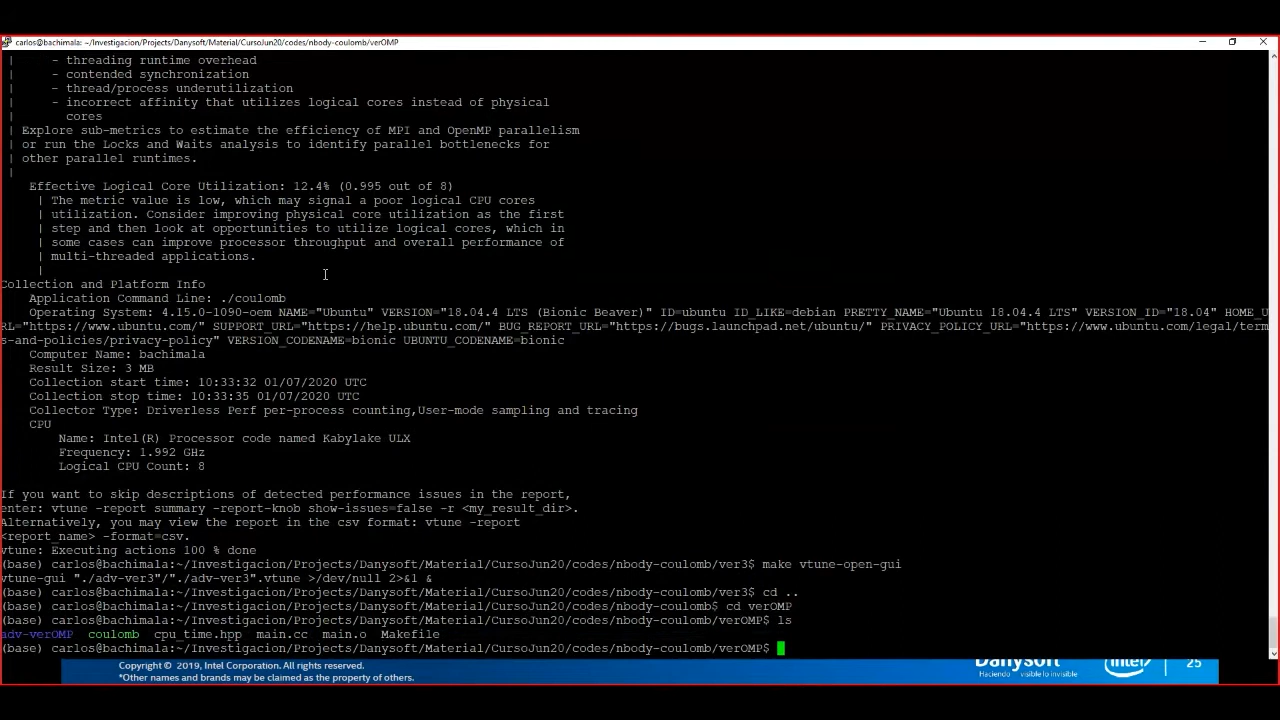 carlos@bachimala: ~/Investigacion/Projects/Danysoft/Material/CursoJun20/codes/nbody-coulomb/verOMP
|     - threading runtime overhead
|     - contended synchronization
|     - thread/process underutilization
|     - incorrect affinity that utilizes logical cores instead of physical
|       cores
| Explore sub-metrics to estimate the efficiency of MPI and OpenMP parallelism
| or run the Locks and Waits analysis to identify parallel bottlenecks for
| other parallel runtimes.
|
    Effective Logical Core Utilization: 12.4% (0.995 out of 8)
     | The metric value is low, which may signal a poor logical CPU cores
     | utilization. Consider improving physical core utilization as the first
     | step and then look at opportunities to utilize logical cores, which in
     | some cases can improve processor throughput and overall performance of
     | multi-threaded applications.
     |
Collection and Platform Info
    Application Command Line: ./coulomb
    Operating System: 4.15.0-1090-oem NAME="Ubuntu" VERSION="18.04.4 LTS (Bionic Beaver)" ID=ubuntu ID_LIKE=debian PRETTY_NAME="Ubuntu 18.04.4 LTS" VERSION_ID="18.04" HOME_U
RL="https://www.ubuntu.com/" SUPPORT_URL="https://help.ubuntu.com/" BUG_REPORT_URL="https://bugs.launchpad.net/ubuntu/" PRIVACY_POLICY_URL="https://www.ubuntu.com/legal/term
s-and-policies/privacy-policy" VERSION_CODENAME=bionic UBUNTU_CODENAME=bionic
    Computer Name: bachimala
    Result Size: 3 MB
    Collection start time: 10:33:32 01/07/2020 UTC
    Collection stop time: 10:33:35 01/07/2020 UTC
    Collector Type: Driverless Perf per-process counting,User-mode sampling and tracing
    CPU
        Name: Intel(R) Processor code named Kabylake ULX
        Frequency: 1.992 GHz
        Logical CPU Count: 8
If you want to skip descriptions of detected performance issues in the report,
enter: vtune -report summary -report-knob show-issues=false -r <my_result_dir>.
Alternatively, you may view the report in the csv format: vtune -report
<report_name> -format=csv.
vtune: Executing actions 100 % done
(base) carlos@bachimala:~/Investigacion/Projects/Danysoft/Material/CursoJun20/codes/nbody-coulomb/ver3$ make vtune-open-gui
vtune-gui "./adv-ver3"/"./adv-ver3".vtune >/dev/null 2>&1 &
(base) carlos@bachimala:~/Investigacion/Projects/Danysoft/Material/CursoJun20/codes/nbody-coulomb/ver3$ cd ..
(base) carlos@bachimala:~/Investigacion/Projects/Danysoft/Material/CursoJun20/codes/nbody-coulomb$ cd verOMP
(base) carlos@bachimala:~/Investigacion/Projects/Danysoft/Material/CursoJun20/codes/nbody-coulomb/verOMP$ ls
adv-verOMP  coulomb  cpu_time.hpp  main.cc  main.o  Makefile
(base) carlos@bachimala:~/Investigacion/Projects/Danysoft/Material/CursoJun20/codes/nbody-coulomb/verOMP$
Copyright © 2019, Intel Corporation. All rights reserved.
*Other names and brands may be claimed as the property of others.
Danysoft
Haciendo visible lo invisible
intel
25